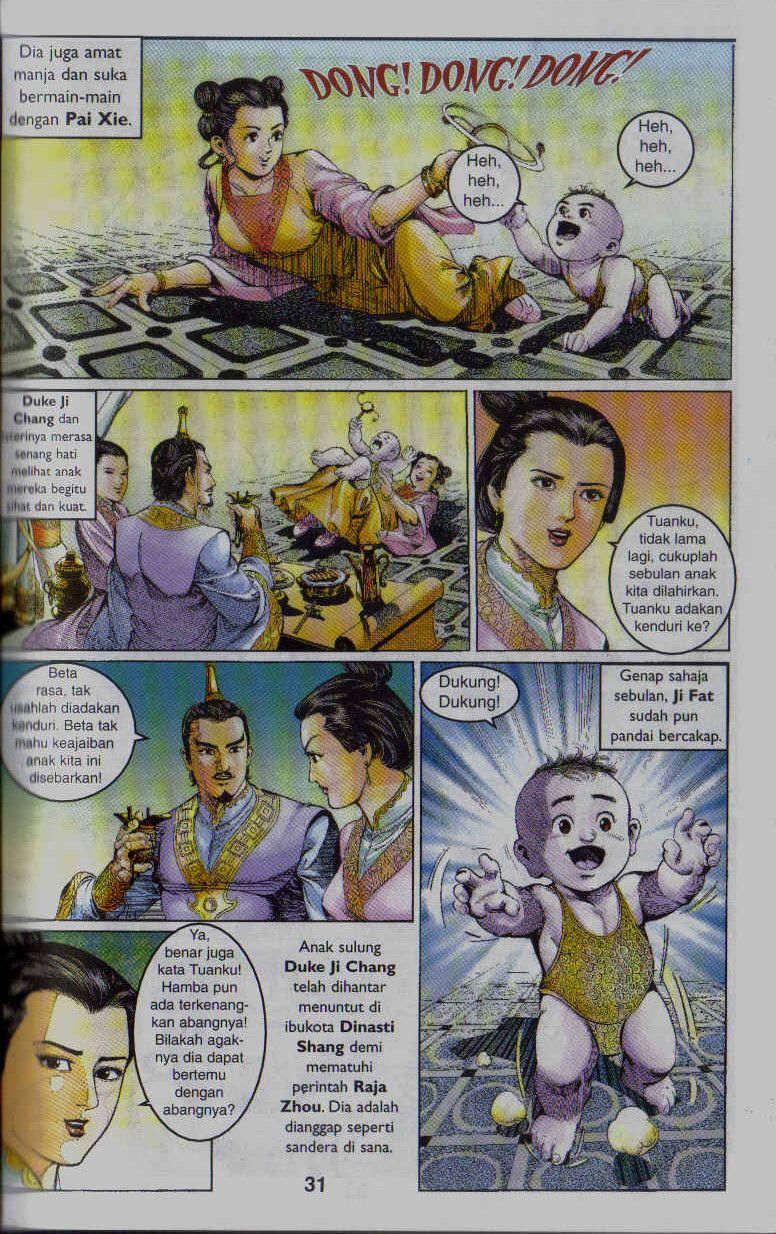 Dia juga amat
manja dan suka
bermain-main
dengan Pai Xie.
DONG! DONG! DONG!
Heh,
heh,
heh...
Heh,
heh,
heh...
Duke Ji
Chang dan
isterinya merasa
senang hati
melihat anak
mereka begitu
sihat dan kuat.
Tuanku,
tidak lama
lagi, cukuplah
sebulan anak
kita dilahirkan.
Tuanku adakan
kenduri ke?
Beta
rasa, tak
usahlah diadakan
kenduri. Beta tak
mahu keajaiban
anak kita ini
disebarkan!
Dukung!
Dukung!
Genap sahaja
sebulan, Ji Fat
sudah pun
pandai bercakap.
Ya,
benar juga
kata Tuanku!
Hamba pun
ada terkenang-
kan abangnya!
Bilakah agak-
nya dia dapat
bertemu
dengan
abangnya?
Anak sulung
Duke Ji Chang
telah dihantar
menuntut di
ibukota Dinasti
Shang demi
mematuhi
perintah Raja
Zhou. Dia adalah
dianggap seperti
sandera di sana.
31